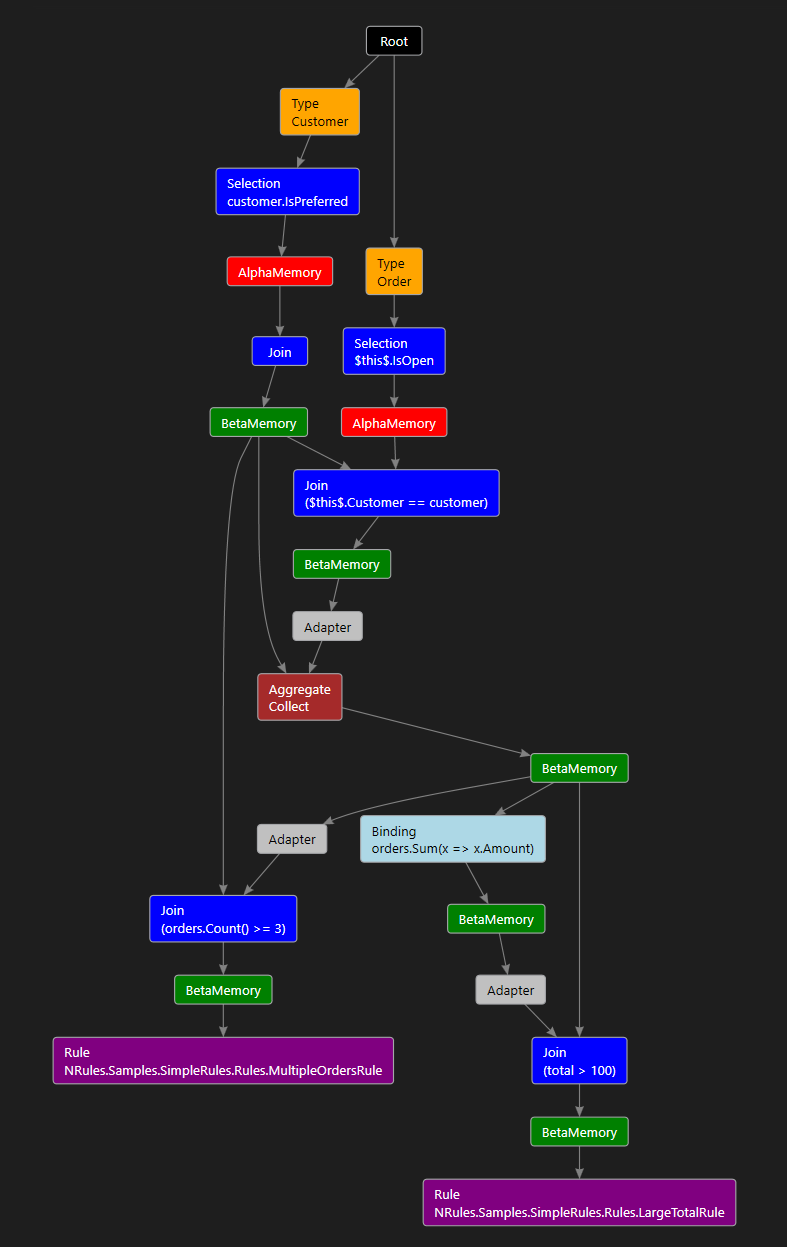 Root
Type
Customer
Selection
customer.IsPreferred
AlphaMemory
Type
Order
Join
Selection
$this$.IsOpen
BetaMemory
AlphaMemory
Join
($this$.Customer == customer)
BetaMemory
Adapter
Aggregate
Collect
BetaMemory
Adapter
Binding
orders.Sum(x => x.Amount)
Join
(orders.Count() >= 3)
BetaMemory
BetaMemory
Adapter
Rule
NRules.Samples.SimpleRules.Rules.MultipleOrdersRule
Join
(total > 100)
BetaMemory
Rule
NRules.Samples.SimpleRules.Rules.LargeTotalRule